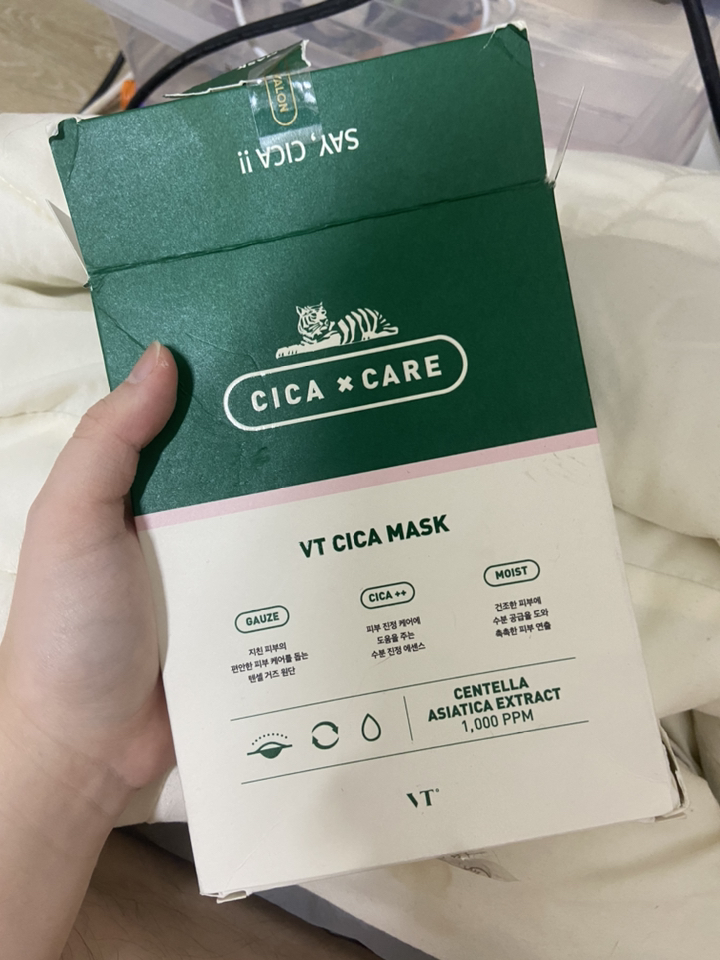 ALON
SAY, CICA !!
CICA × CARE
VT CICA MASK
GAUZE
지친 피부의
편안한 피부 케어를 돕는
텐셀 거즈 원단
CICA ++
피부 진정 케어에
도움을 주는
수분 진정 에센스
MOIST
건조한 피부에
수분 공급을 도와
촉촉한 피부 연출
CENTELLA
ASIATICA EXTRACT
1,000 PPM
VT